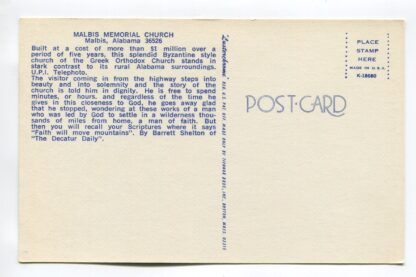 MALBIS MEMORIAL CHURCH
Malbis, Alabama 36526
Built at a cost of more than $1 million over a
period of five years, this splendid Byzantine style
church of the Greek Orthodox Church stands in
stark contrast to its rural Alabama surroundings.
U.P.I. Telephoto.
The visitor coming in from the highway steps into
beauty and into solemnity and the story of the
church is told him in dignity. He is free to spend
minutes, or hours, and regardless of the time he
gives in this closeness to God, he goes away glad
that he stopped, wondering at these works of a man
who was led by God to settle in a wilderness thousands
of miles from home, a man of faith. But
then you will recall your Scriptures where it says
"Faith will move mountains". By Barrett Shelton of
"The Decatur Daily".
POST CARD
PLACE
STAMP
HERE
MADE IN U.S.A.
K-18680